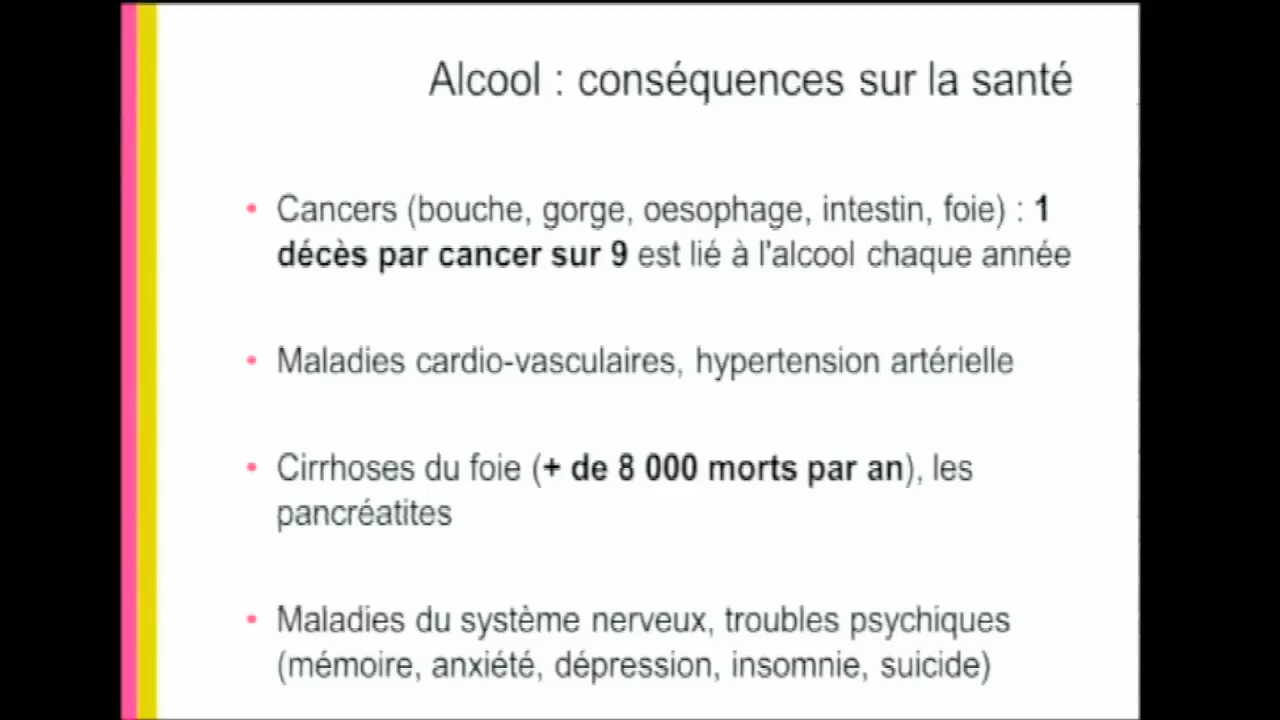 Alcool : conséquences sur la santé
• Cancers (bouche, gorge, oesophage, intestin, foie) : 1
décès par cancer sur 9 est lié à l'alcool chaque année
• Maladies cardio-vasculaires, hypertension artérielle
• Cirrhoses du foie (+ de 8 000 morts par an), les
pancréatites
• Maladies du système nerveux, troubles psychiques
(mémoire, anxiété, dépression, insomnie, suicide)